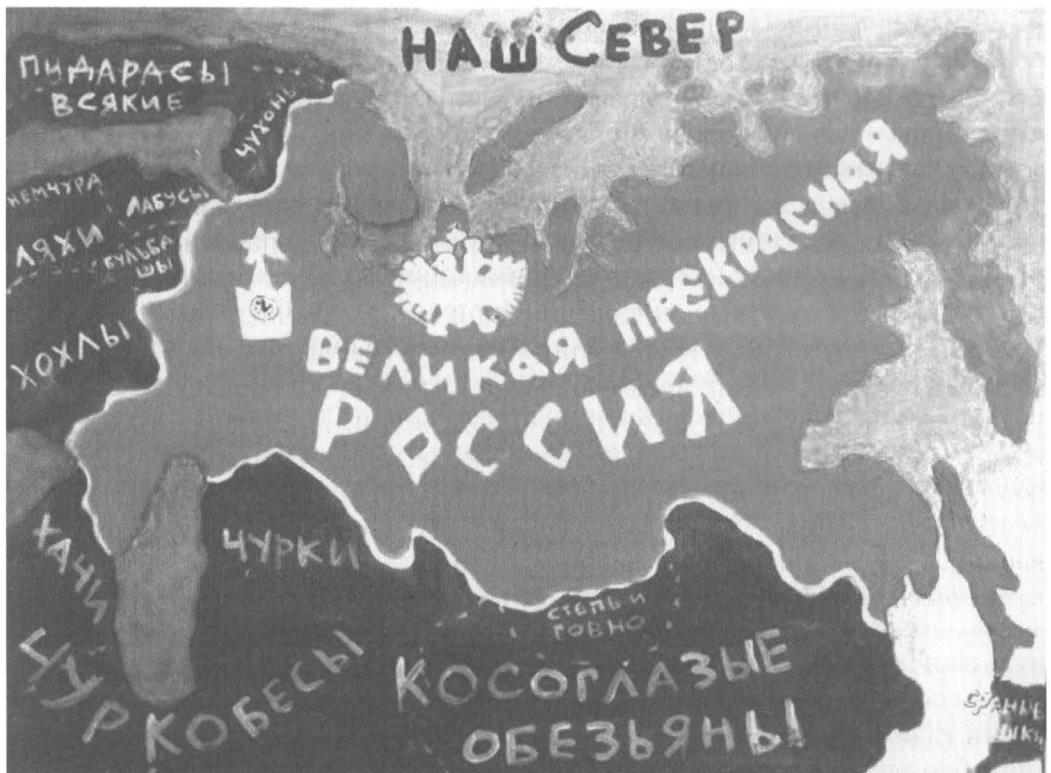 НАШ СЕВЕР
ПИДАРАСЫ
ВСЯКИЕ
ЧУХОНЬ
НЕМЧУРА
ЛАБУСЫ
ЛЯХИ
БУЛЬБА
ШЫ
ХОХЛЫ
ВЕЛИКАЯ ПРЕКРАСНАЯ
РОССИЯ
ХАЧИ
ЧУРКИ
ЧУРКОБЕСЫ
СТЕПЬ И
ГОВНО
КОСОГЛАЗЫЕ
ОБЕЗЬЯНЫ
СРАНЫЕ